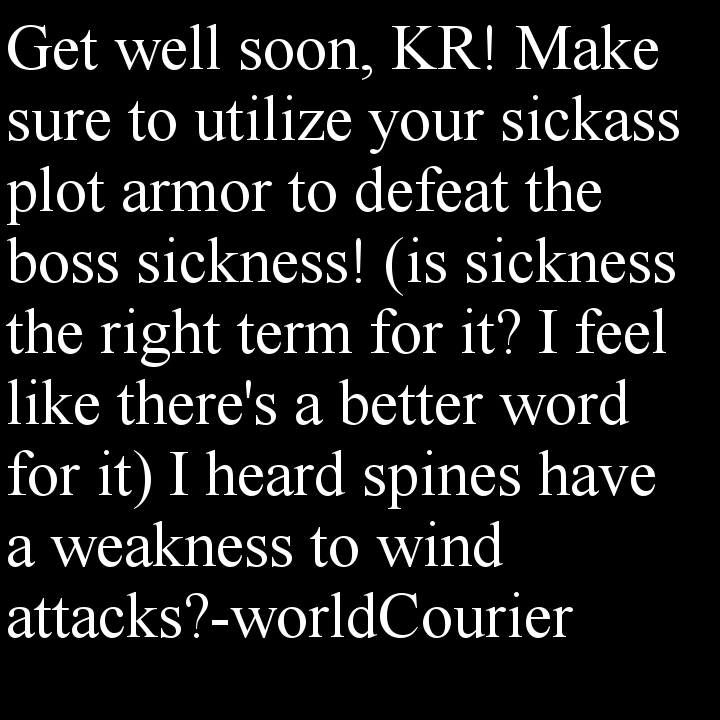 Get well soon, KR! Make
sure to utilize your sickass
plot armor to defeat the
boss sickness! (is sickness
the right term for it? I feel
like there's a better word
for it) I heard spines have
a weakness to wind
attacks?-worldCourier